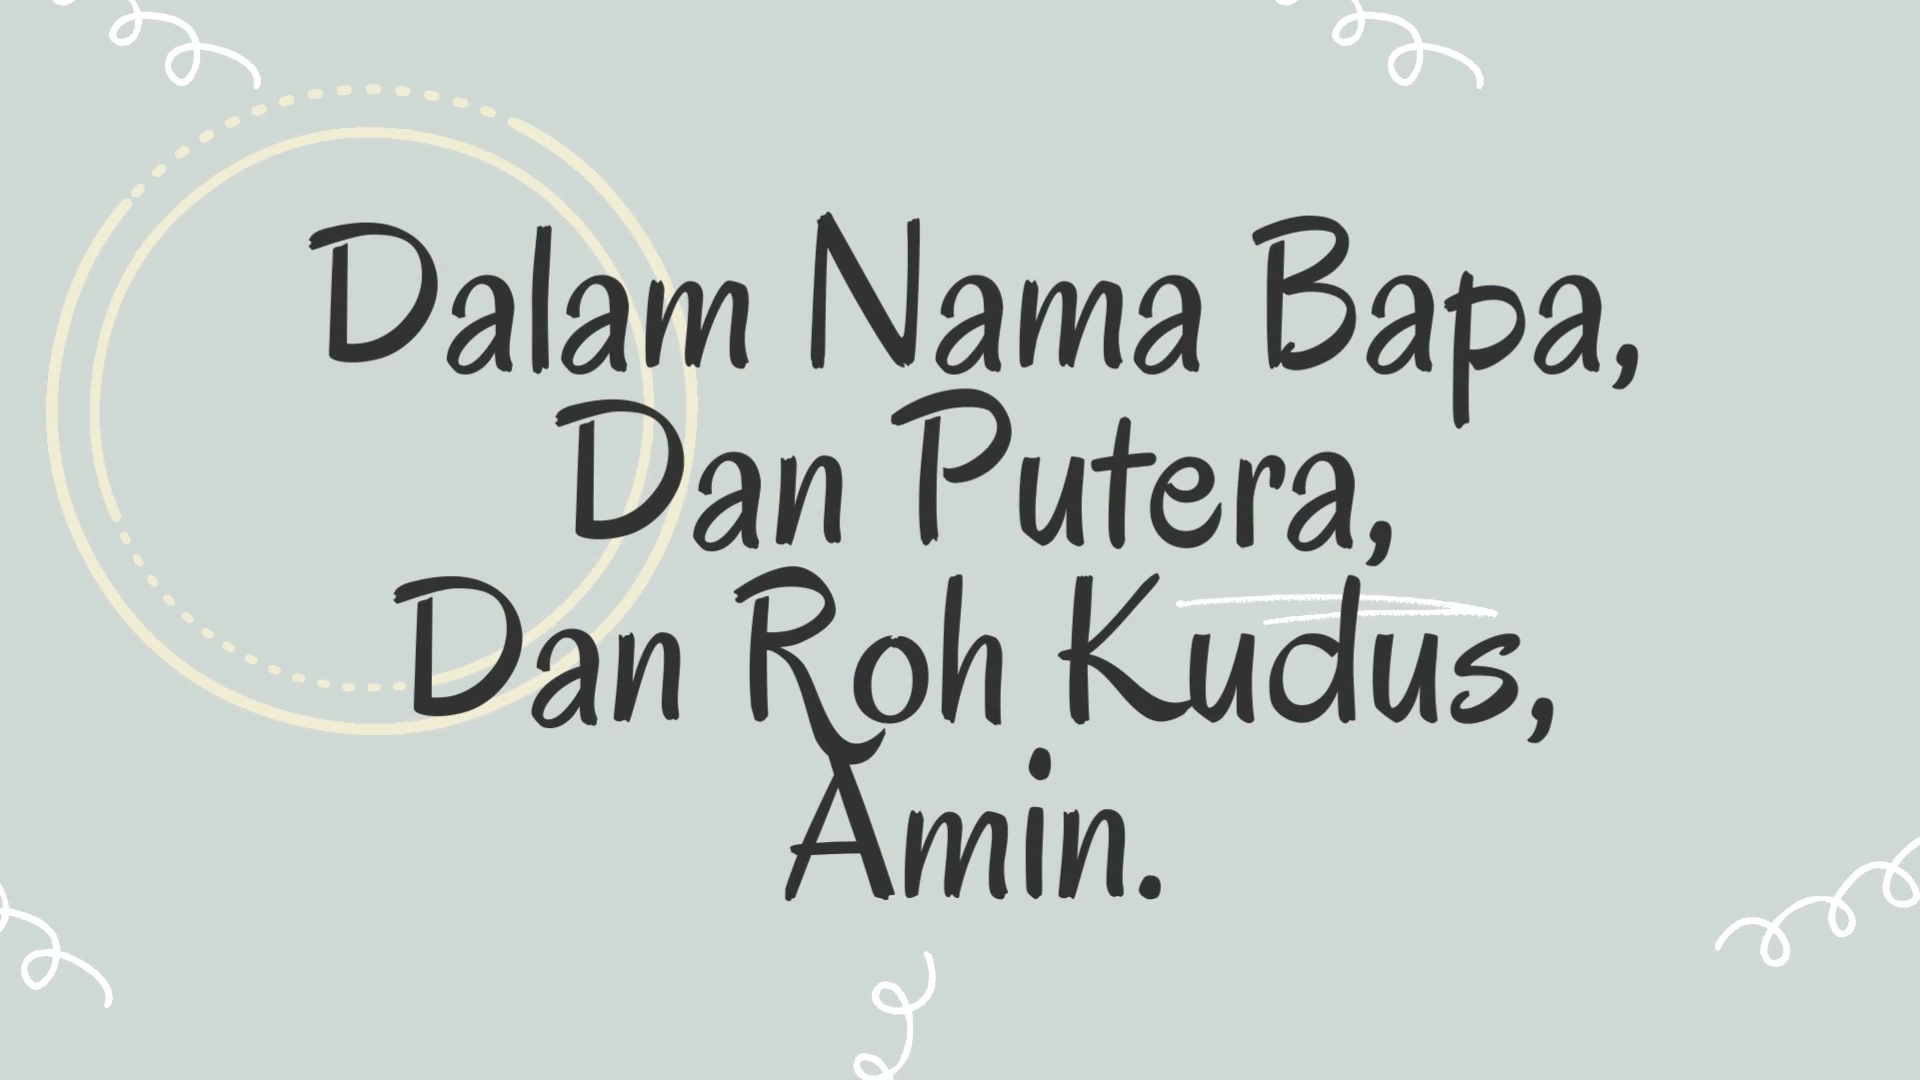 Dalam Nama Bapa,
Dan Putera,
Dan Roh Kudus,
Amin.